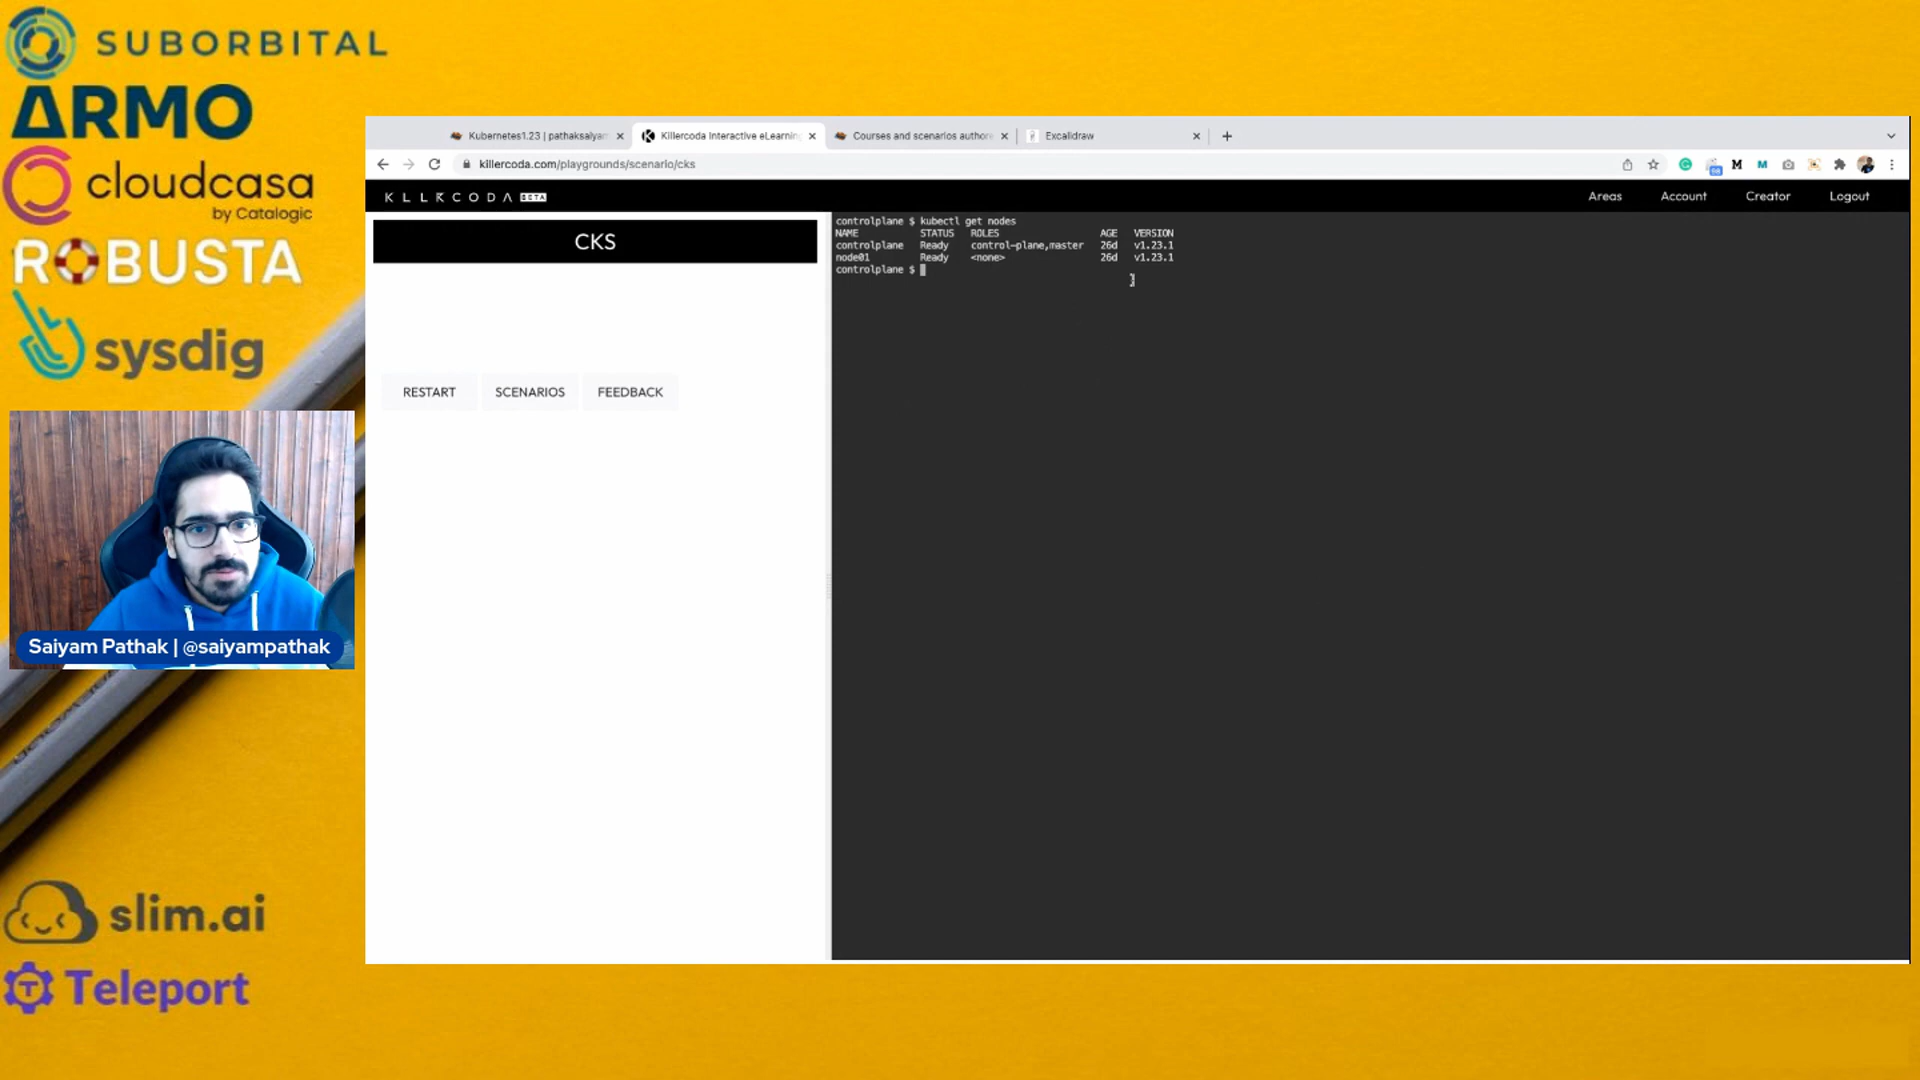 SUBORBITAL
ARMO
cloudcasa
by Catalogic
ROBUSTA
sysdig
Saiyam Pathak | @saiyampathak
slim.ai
Teleport
Kubernetes1.23 | pathaksaiyam
Killercoda Interactive eLearning
Courses and scenarios authore
Excalidraw
killercoda.com/playgrounds/scenario/cks
KLLRCODA BETA
Areas
Account
Creator
Logout
CKS
RESTART
SCENARIOS
FEEDBACK
controlplane $ kubectl get nodes
NAME STATUS ROLES AGE VERSION
controlplane Ready control-plane,master 26d v1.23.1
node01 Ready <none> 26d v1.23.1
controlplane $